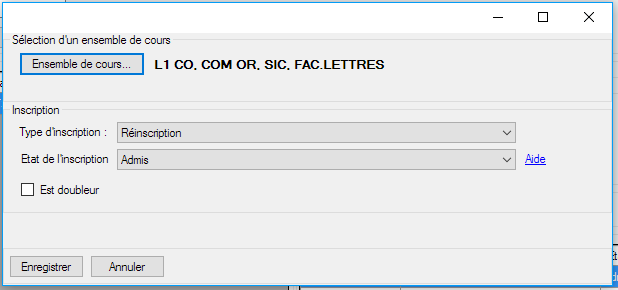 Sélection d'un ensemble de cours
Ensemble de cours... L1 CO, COM OR, SIC, FAC.LETTRES
Inscription
Type d'inscription : Réinscription
Etat de l'inscription Admis Aide
Est doubleur
Enregistrer Annuler